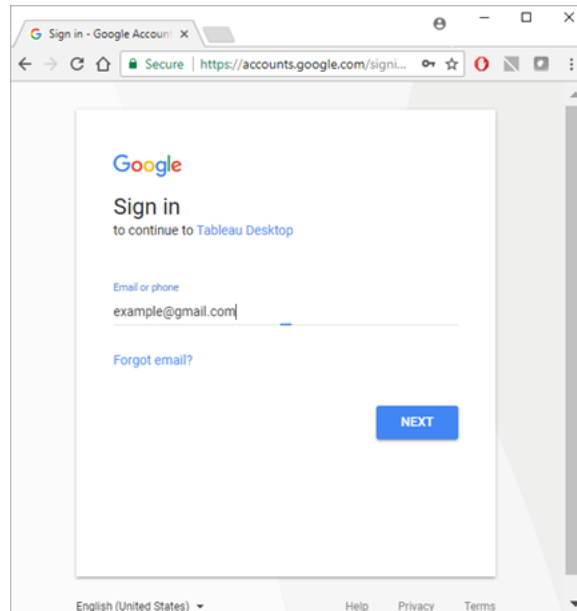 Sign in - Google Accoun
Secure | https://accounts.google.com/signi...
Google
Sign in
to continue to Tableau Desktop
Email or phone
example@gmail.com
Forgot email?
NEXT
English (United States) Help Privacy Terms